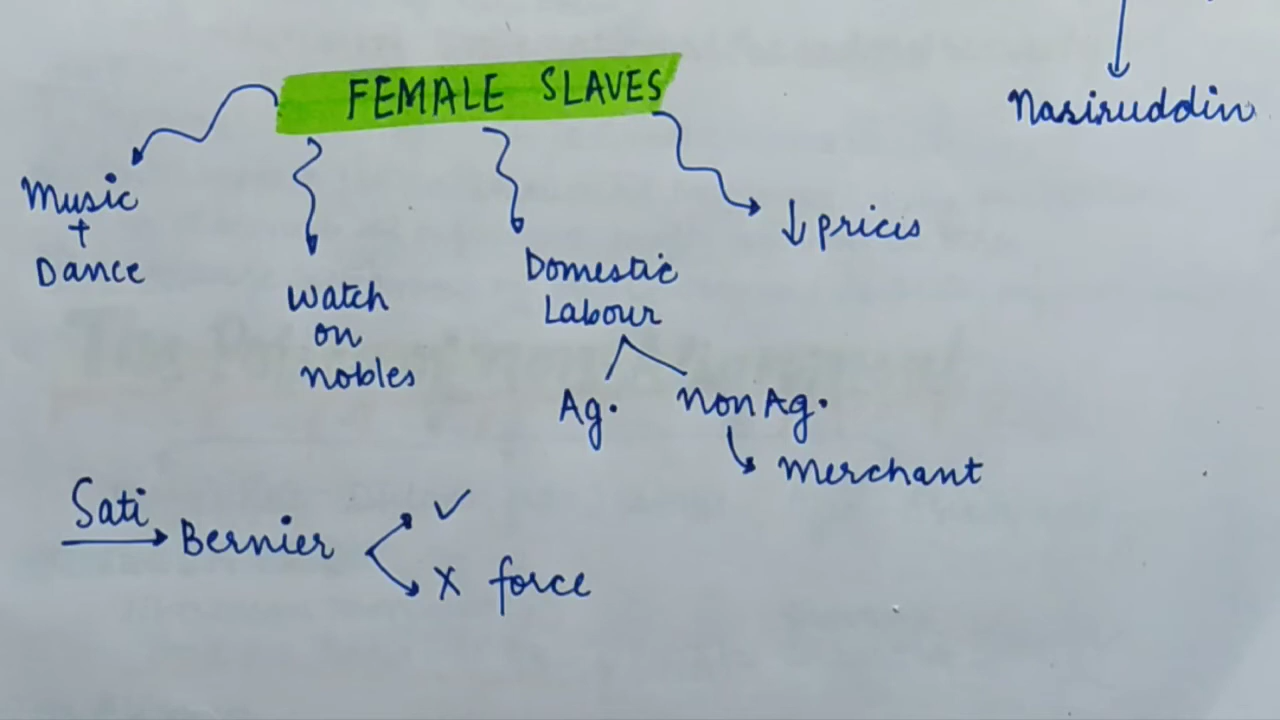 FEMALE SLAVES
Nasiruddin
Music
+
Dance
Watch
on
nobles
Domestic
Labour
Ag.
Non Ag.
Merchant
↓ prices
Sati
Bernier
✓
X force